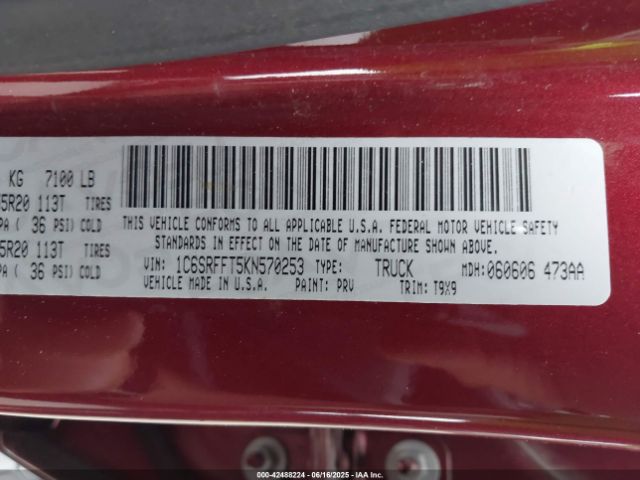 KG 7100 LB
5R20 113T TIRES
PA ( 36 PSI) COLD
5R20 113T TIRES
PA ( 36 PSI) COLD
THIS VEHICLE CONFORMS TO ALL APPLICABLE U.S.A. FEDERAL MOTOR VEHICLE SAFETY
STANDARDS IN EFFECT ON THE DATE OF MANUFACTURE SHOWN ABOVE.
VIN: 1C6SRFFT5KN570253 TYPE: TRUCK MDH: 060606 473AA
VEHICLE MADE IN U.S.A. PAINT: PRV TRIM: T9X9
000-42488224 - 06/16/2025 - IAA Inc.